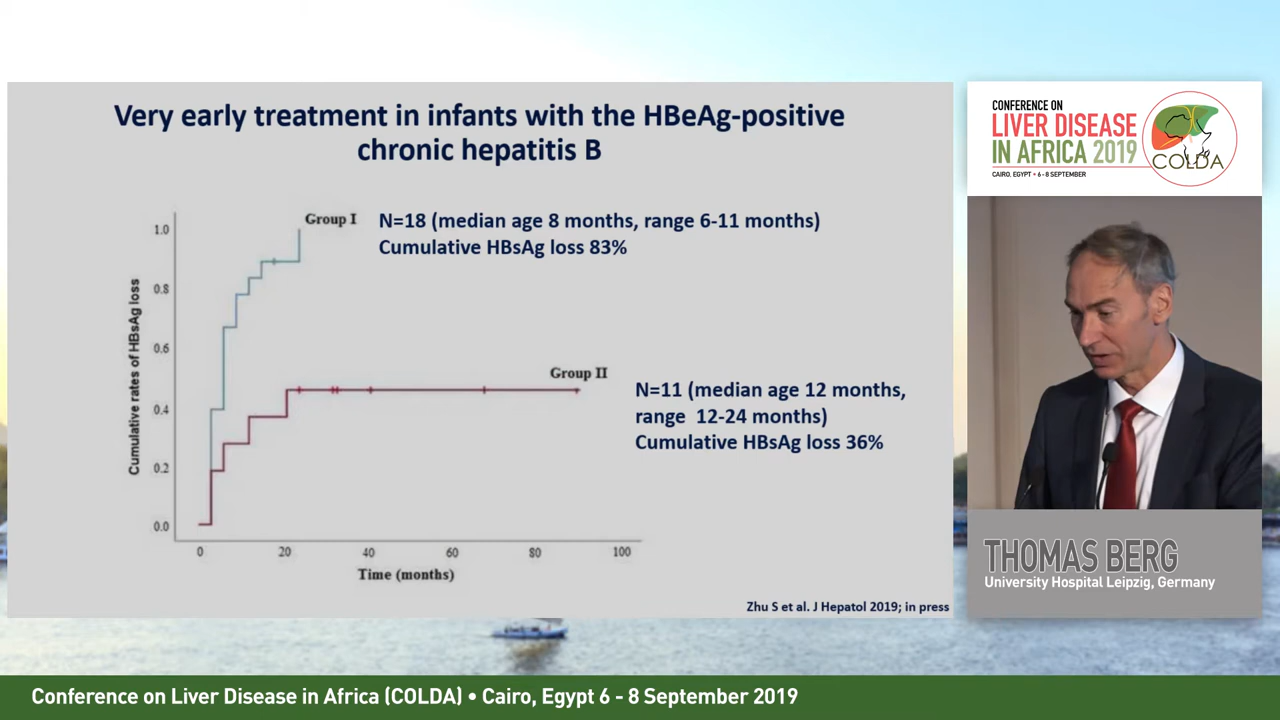 Very early treatment in infants with the HBeAg-positive
chronic hepatitis B
Group I
N=18 (median age 8 months, range 6-11 months)
Cumulative HBsAg loss 83%
Cumulative rates of HBsAg loss
1.0
0.8
0.6
0.4
0.2
0.0
Group II
N=11 (median age 12 months,
range 12-24 months)
Cumulative HBsAg loss 36%
0 20 40 60 80 100
Time (months)
Zhu S et al. J Hepatol 2019; in press
CONFERENCE ON
LIVER DISEASE
IN AFRICA 2019
CAIRO, EGYPT • 6 - 8 SEPTEMBER
COLDA
THOMAS BERG
University Hospital Leipzig, Germany
Conference on Liver Disease in Africa (COLDA) • Cairo, Egypt 6 - 8 September 2019